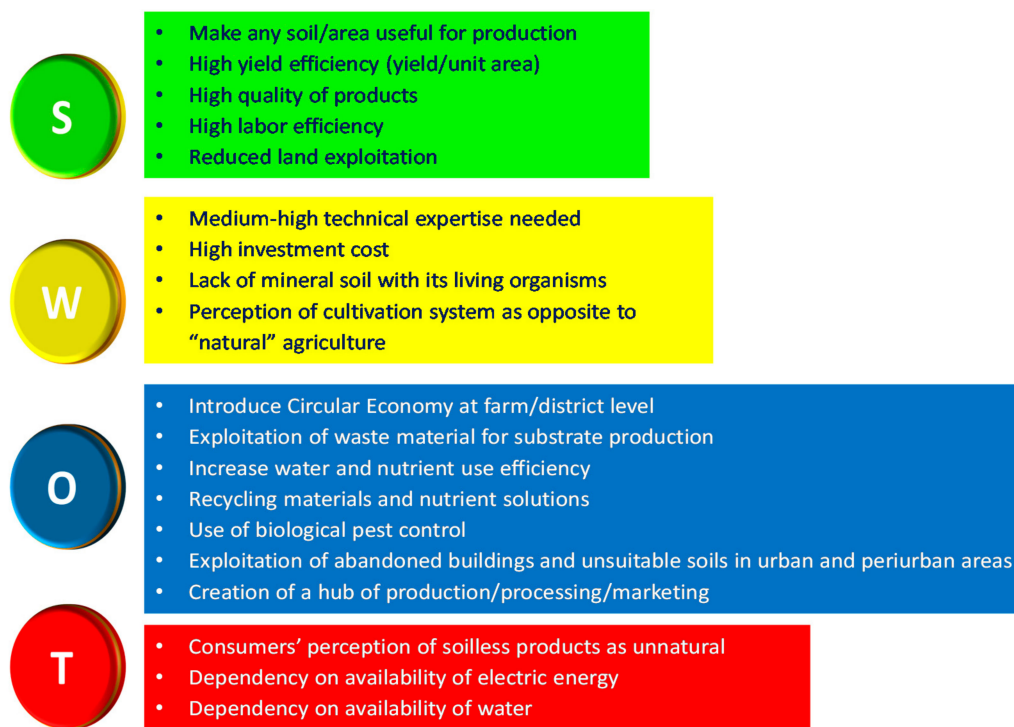 S
• Make any soil/area useful for production
• High yield efficiency (yield/unit area)
• High quality of products
• High labor efficiency
• Reduced land exploitation
W
• Medium-high technical expertise needed
• High investment cost
• Lack of mineral soil with its living organisms
• Perception of cultivation system as opposite to
“natural” agriculture
O
• Introduce Circular Economy at farm/district level
• Exploitation of waste material for substrate production
• Increase water and nutrient use efficiency
• Recycling materials and nutrient solutions
• Use of biological pest control
• Exploitation of abandoned buildings and unsuitable soils in urban and periurban areas
• Creation of a hub of production/processing/marketing
T
• Consumers’ perception of soilless products as unnatural
• Dependency on availability of electric energy
• Dependency on availability of water